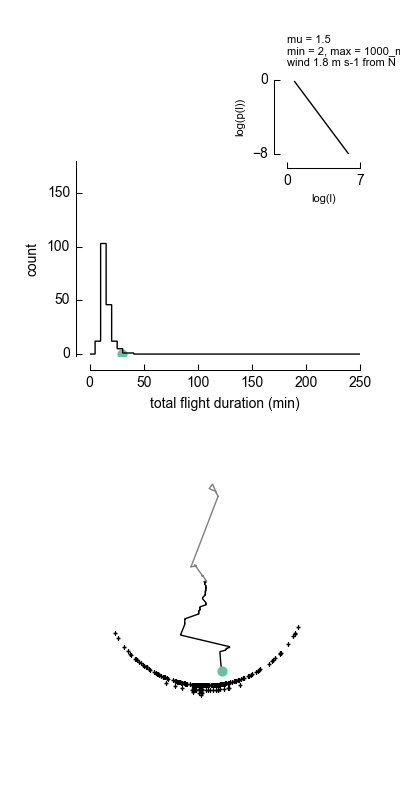 mu = 1.5
min = 2, max = 1000_m
wind 1.8 m s-1 from N
0
log(p(l))
−8
0 7
log(l)
150
100
50
0
count
0 50 100 150 200 250
total flight duration (min)